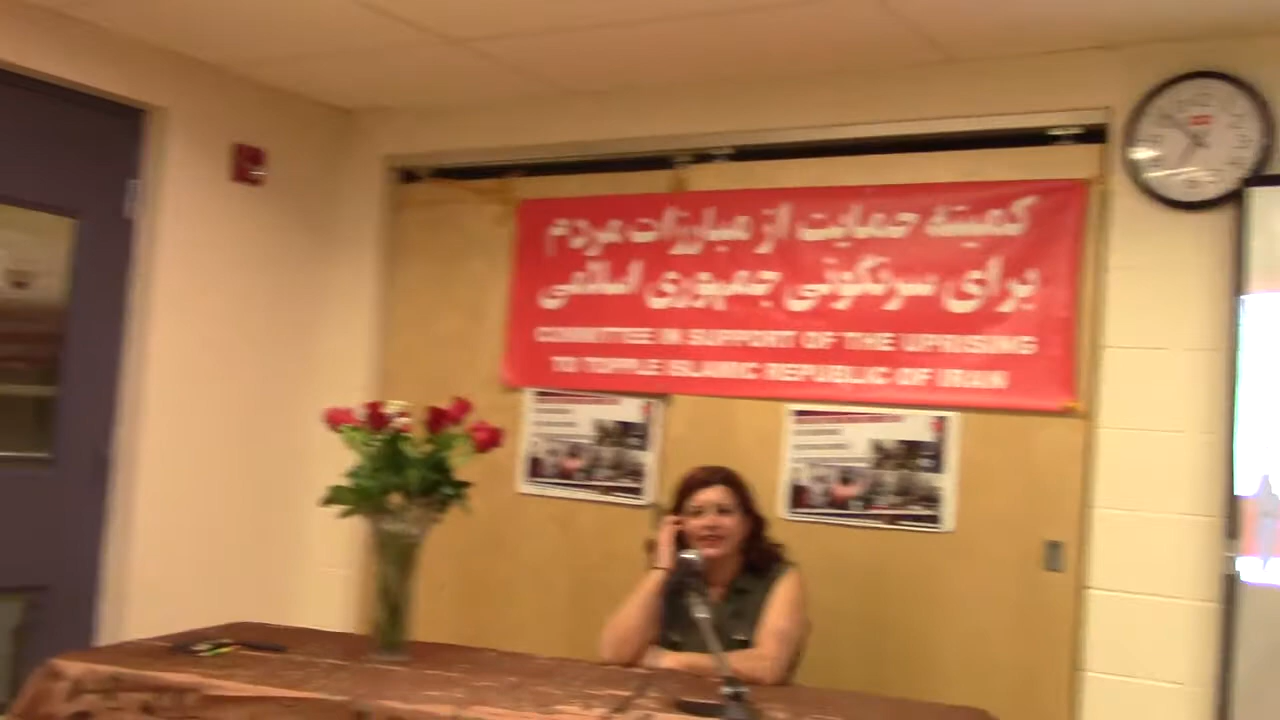 کمیته حمایت از مبارزات مردم
برای سرنگونی جمهوری اسلامی
COMMITTEE IN SUPPORT OF THE UPRISING
TO TOPPLE ISLAMIC REPUBLIC OF IRAN